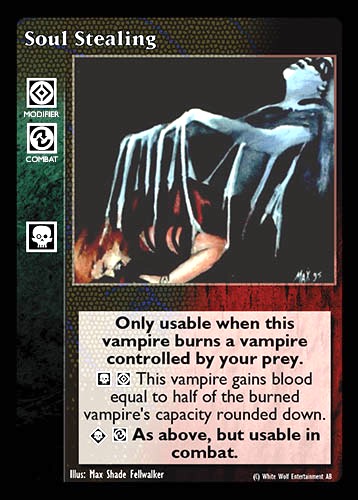 Soul Stealing
MODIFIER
COMBAT
MAX 95
Only usable when this
vampire burns a vampire
controlled by your prey.
This vampire gains blood
equal to half of the burned
vampire's capacity rounded down.
As above, but usable in
combat.
Illus: Max Shade Fellwalker
(C) White Wolf Entertainment AB